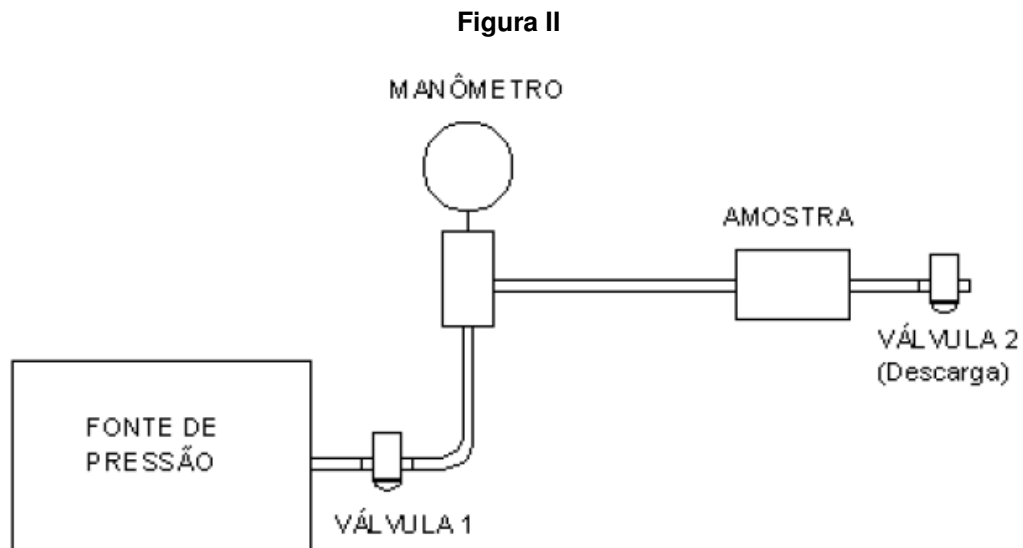 Figura II
MANÔMETRO
AMOSTRA
VÁLVULA 2
(Descarga)
FONTE DE
PRESSÃO
VÁLVULA 1